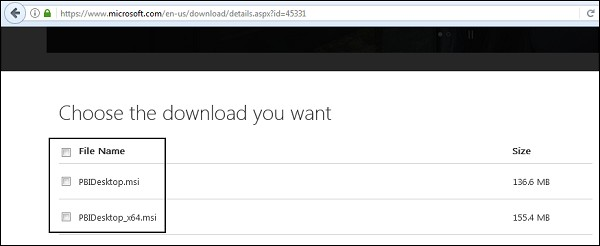 https://www.microsoft.com/en-us/download/details.aspx?id=45331
Choose the download you want
File Name Size
PBIDesktop.msi 136.6 MB
PBIDesktop_x64.msi 155.4 MB